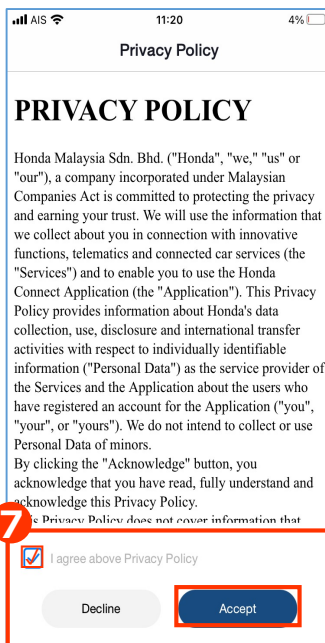 AIS 11:20 4%
Privacy Policy
PRIVACY POLICY
Honda Malaysia Sdn. Bhd. ("Honda", "we," "us" or
"our"), a company incorporated under Malaysian
Companies Act is committed to protecting the privacy
and earning your trust. We will use the information that
we collect about you in connection with innovative
functions, telematics and connected car services (the
"Services") and to enable you to use the Honda
Connect Application (the "Application"). This Privacy
Policy provides information about Honda's data
collection, use, disclosure and international transfer
activities with respect to individually identifiable
information ("Personal Data") as the service provider of
the Services and the Application about the users who
have registered an account for the Application ("you",
"your", or "yours"). We do not intend to collect or use
Personal Data of minors.
By clicking the "Acknowledge" button, you
acknowledge that you have read, fully understand and
acknowledge this Privacy Policy.
Privacy Policy does not cover information that
7
I agree above Privacy Policy
Decline Accept